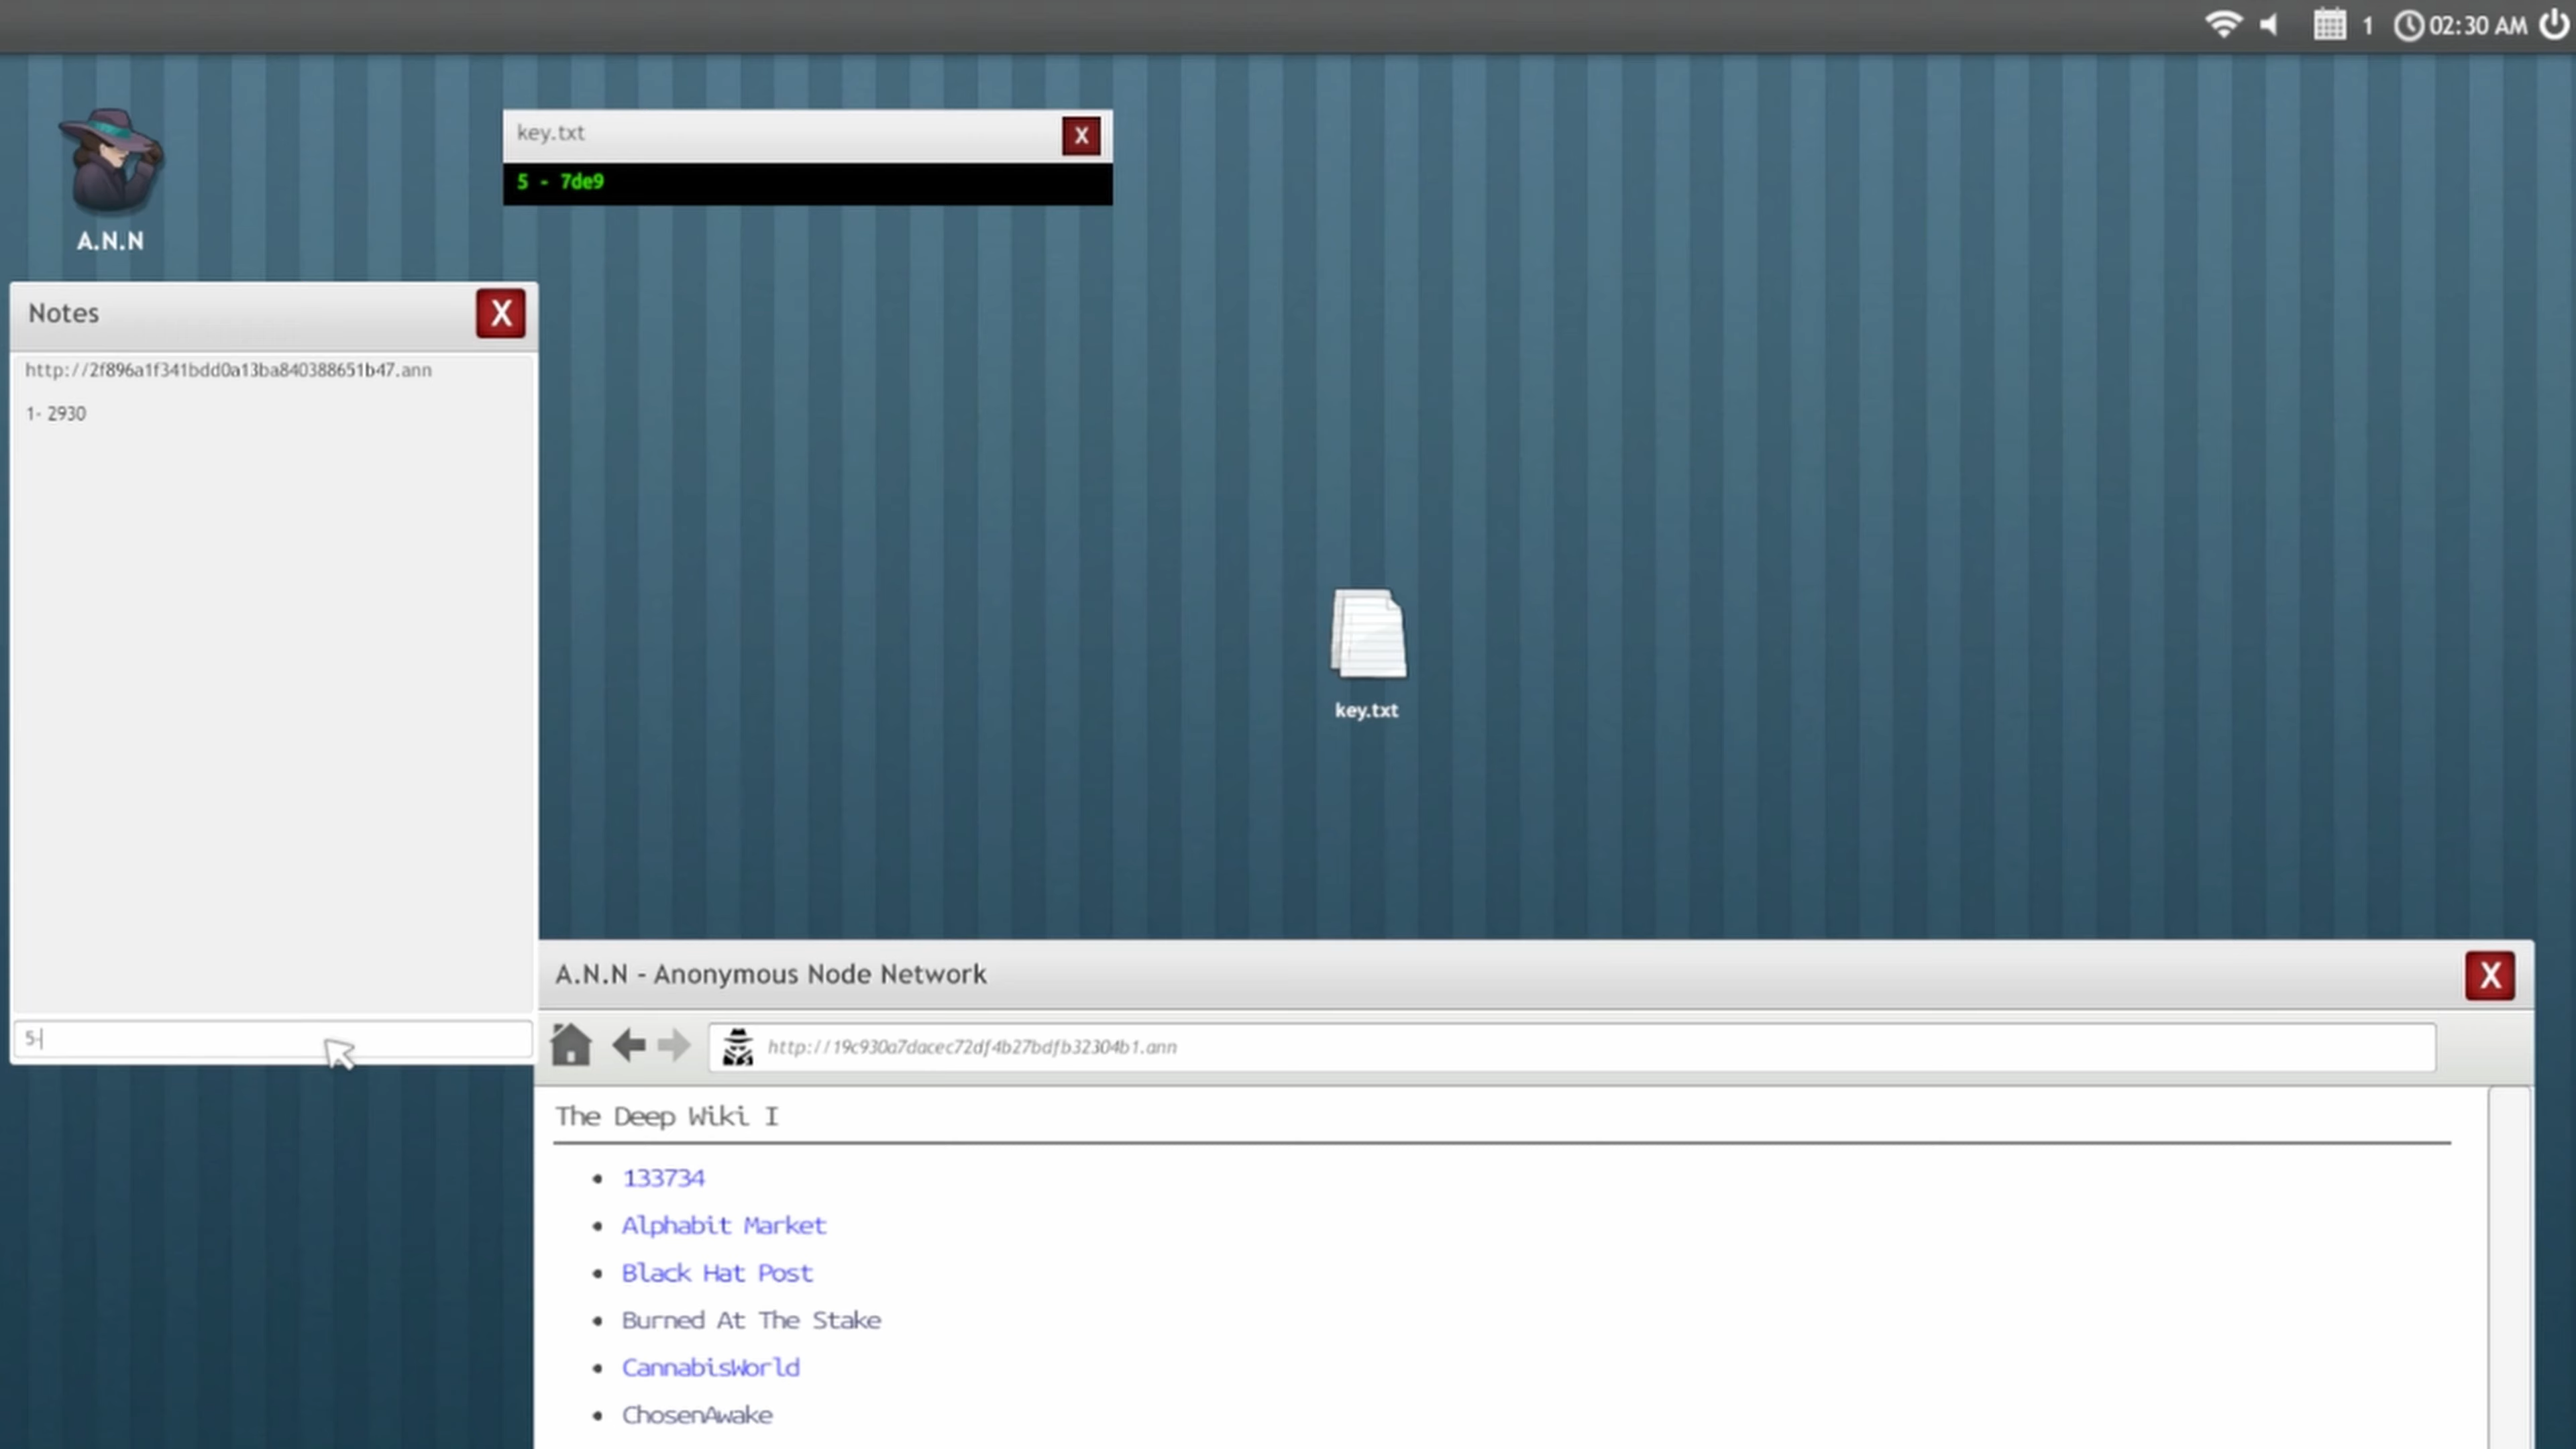 1 02:30 AM
A.N.N
key.txt X
5 - 7de9
Notes X
http://2f896a1f341bdd0a13ba840388651b47.ann
1- 2930
5-
key.txt
A.N.N - Anonymous Node Network X
http://19c930a7dacec72df4b27bdfb32304b1.ann
The Deep Wiki I
133734
Alphabit Market
Black Hat Post
Burned At The Stake
CannabisWorld
ChosenAwake